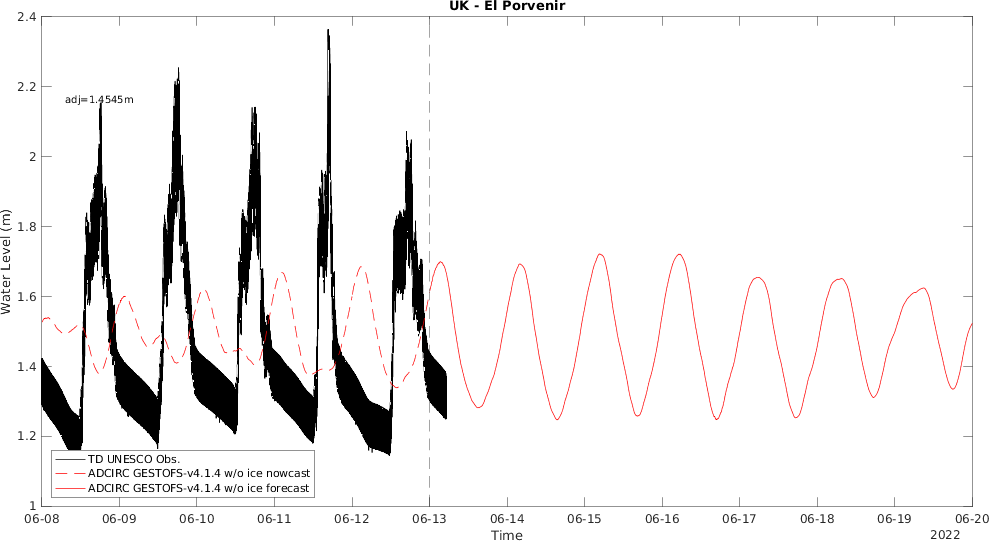 UK - El Porvenir
2.4
2.2
2
1.8
1.6
1.4
1.2
1
Water Level (m)
adj=1.4545m
TD UNESCO Obs.
ADCIRC GESTOFS-v4.1.4 w/o ice nowcast
ADCIRC GESTOFS-v4.1.4 w/o ice forecast
06-08 06-09 06-10 06-11 06-12 06-13 06-14 06-15 06-16 06-17 06-18 06-19 06-20
Time
2022